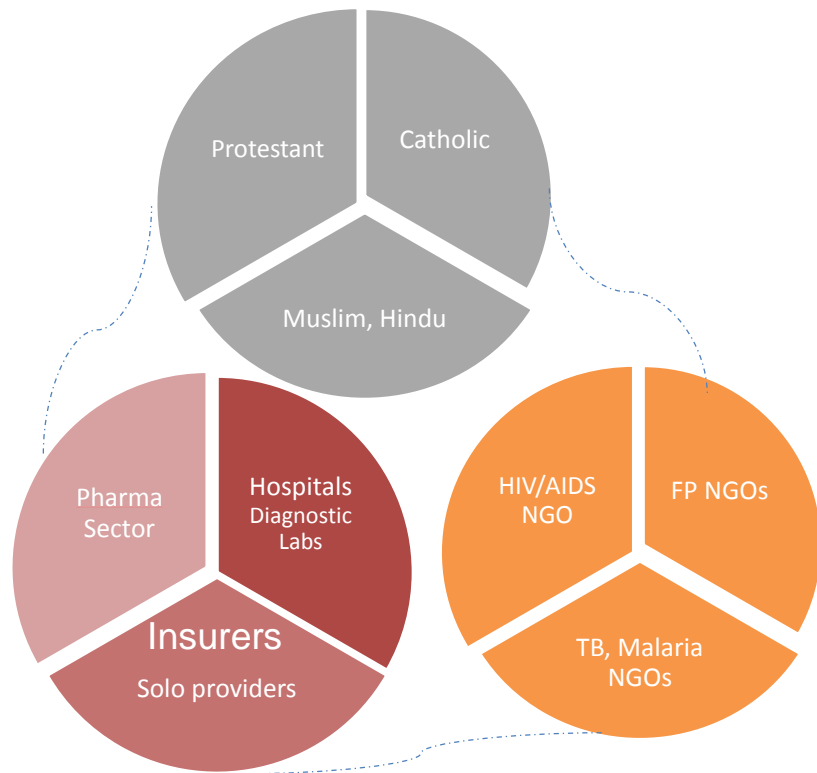 Protestant
Catholic
Muslim, Hindu
Pharma
Sector
Hospitals
Diagnostic
Labs
Insurers
Solo providers
HIV/AIDS
NGO
FP NGOs
TB, Malaria
NGOs